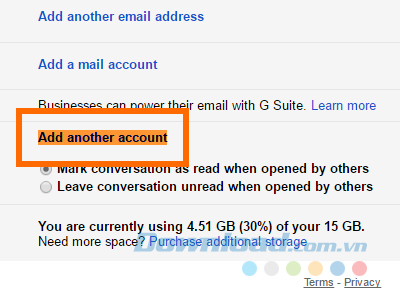 Add another email address
Add a mail account
Businesses can power their email with G Suite. Learn more
Add another account
Mark conversation as read when opened by others
Leave conversation unread when opened by others
You are currently using 4.51 GB (30%) of your 15 GB.
Need more space? Purchase additional storage
Download.com.vn
Terms - Privacy